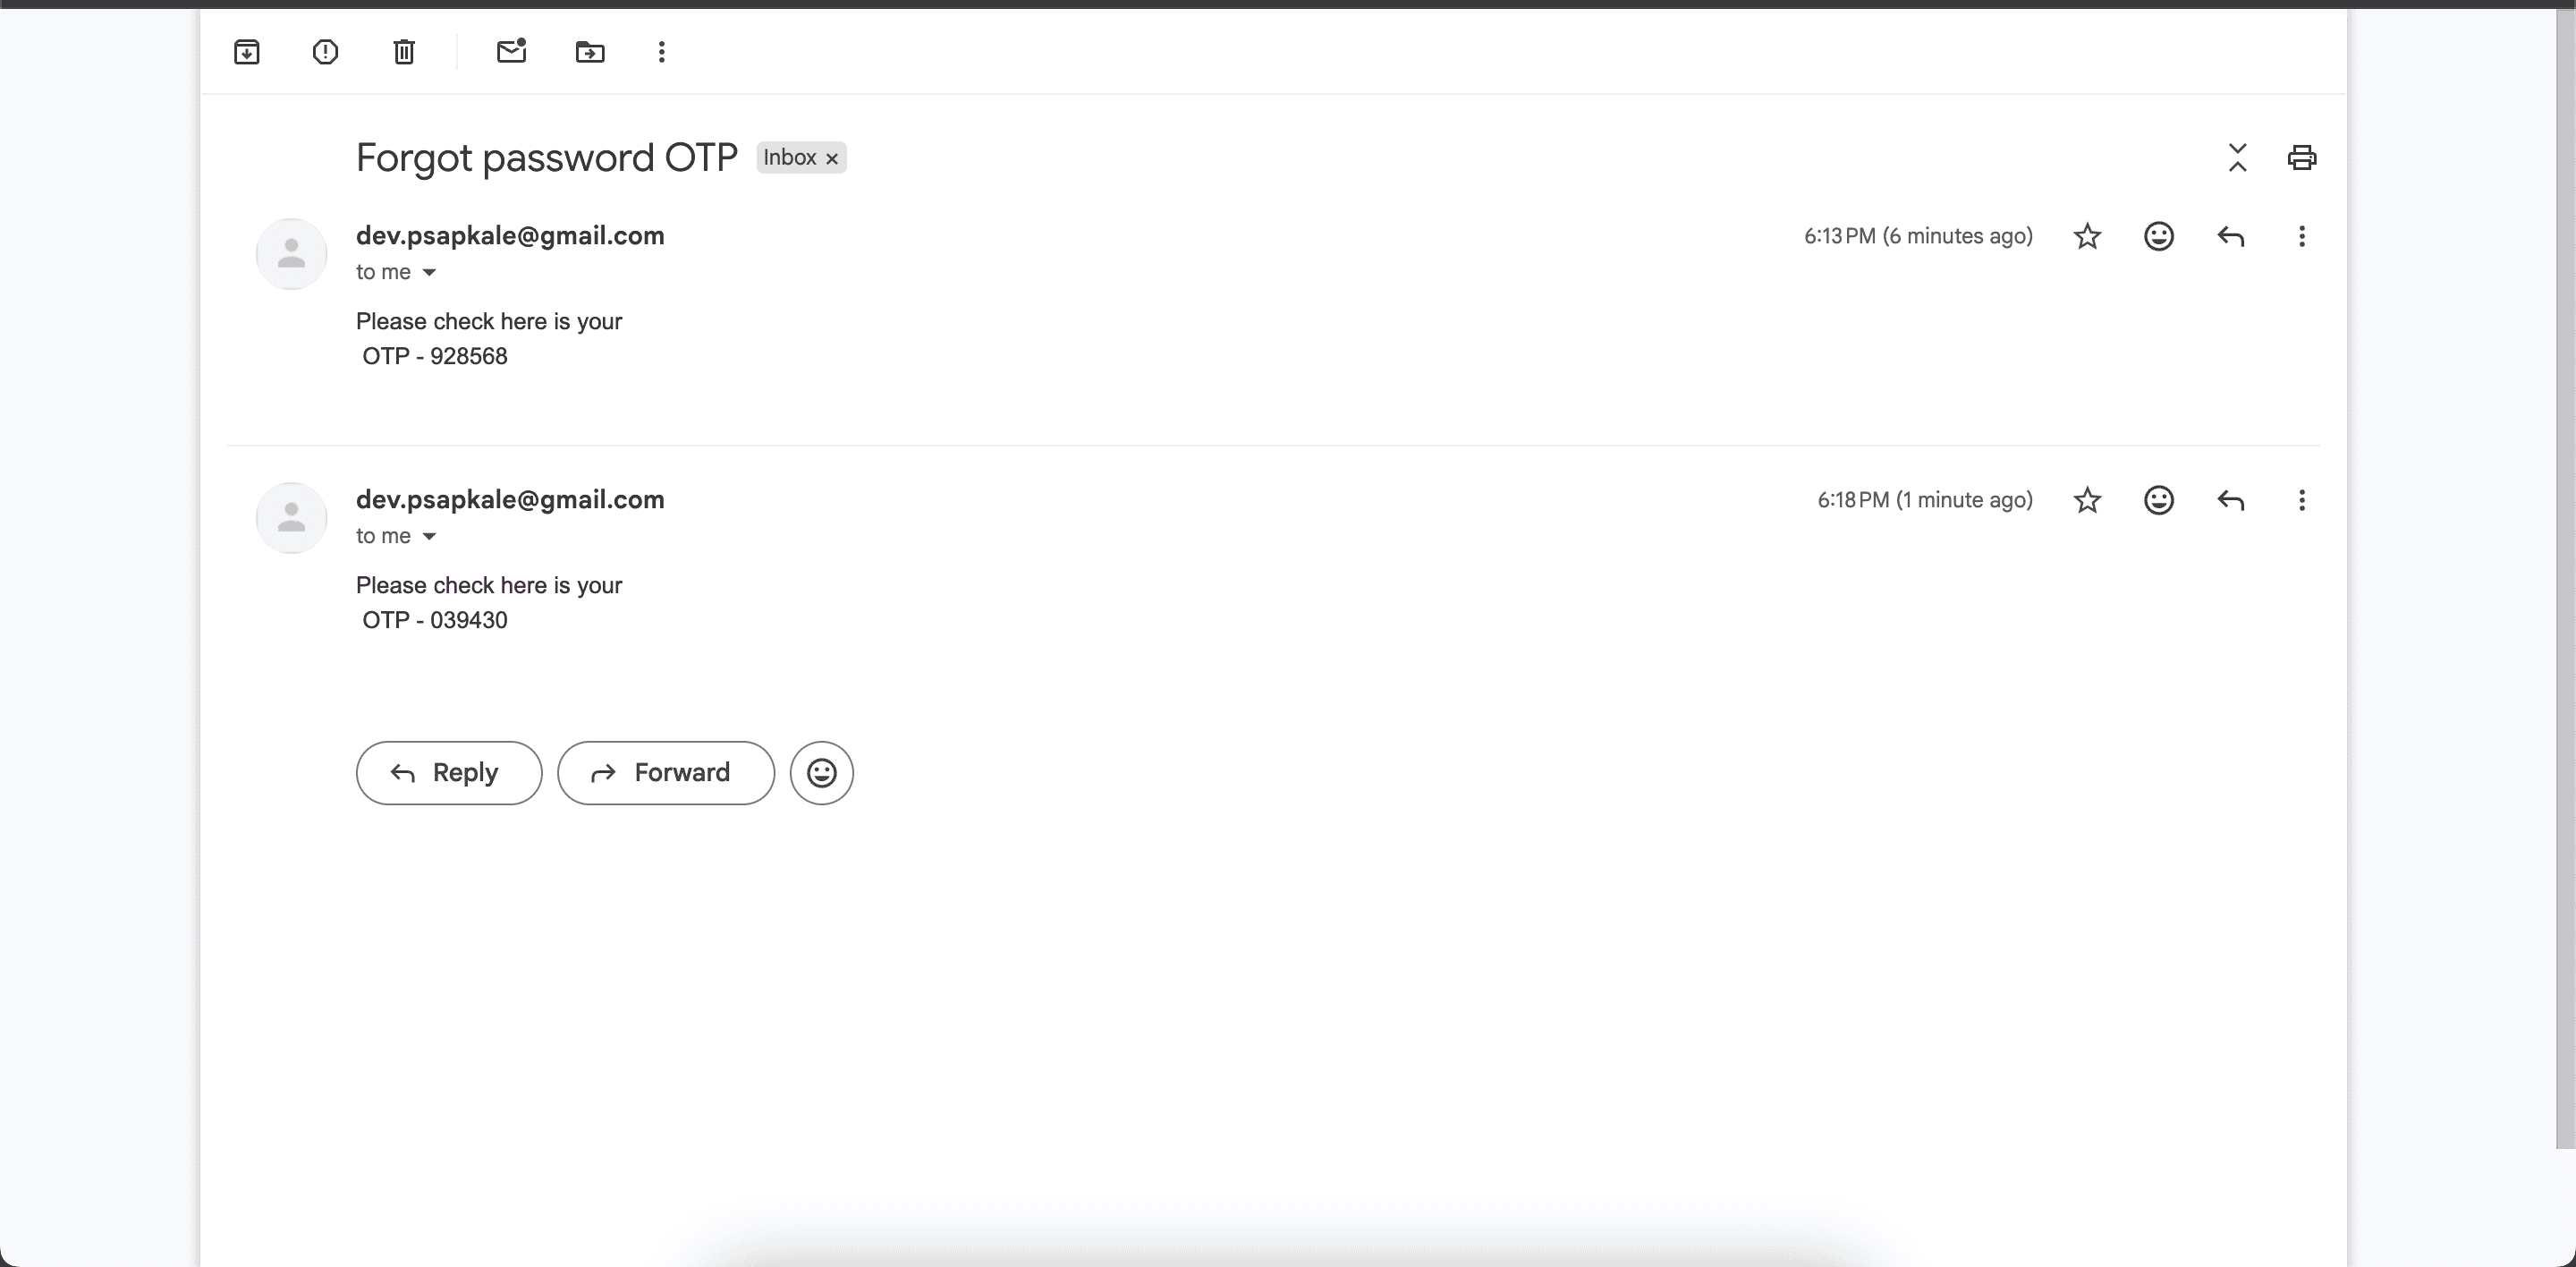 Forgot password OTP Inbox ×
dev.psapkale@gmail.com 6:13 PM (6 minutes ago)
to me
Please check here is your
OTP - 928568
dev.psapkale@gmail.com 6:18 PM (1 minute ago)
to me
Please check here is your
OTP - 039430
Reply Forward